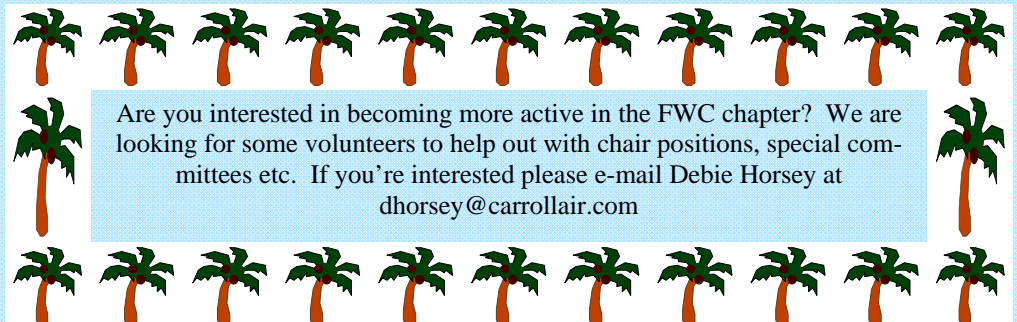 Are you interested in becoming more active in the FWC chapter?  We are
looking for some volunteers to help out with chair positions, special com-
mittees etc.  If you’re interested please e-mail Debie Horsey at
dhorsey@carrollair.com